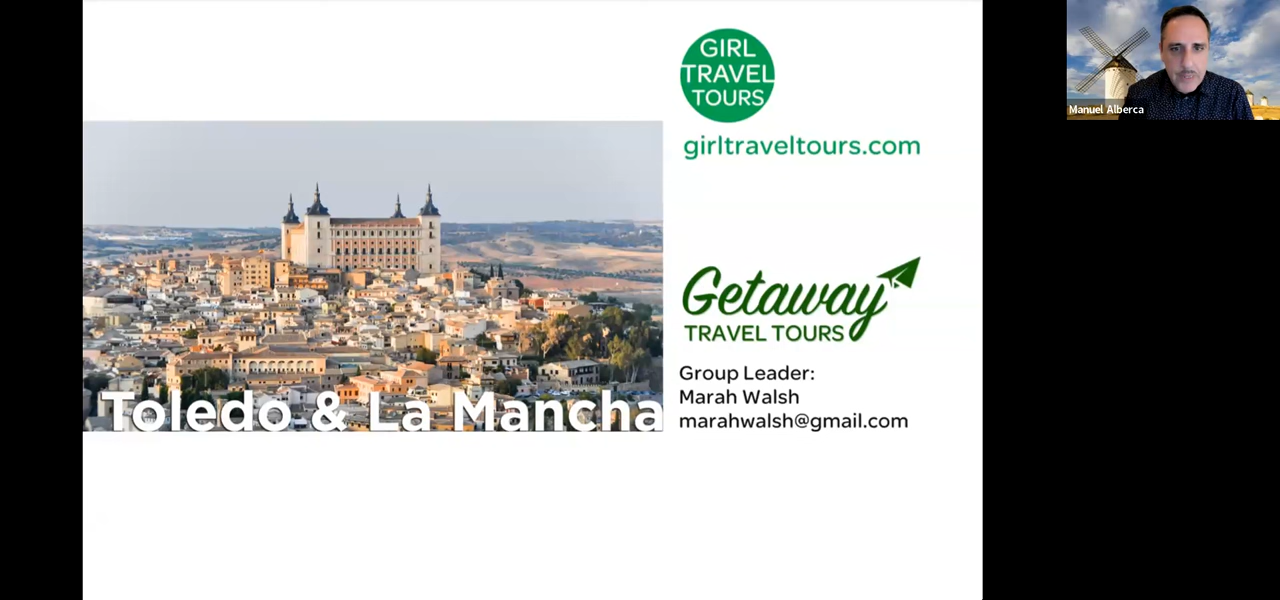 GIRL
TRAVEL
TOURS
girltraveltours.com
Getaway
TRAVEL TOURS
Group Leader:
Marah Walsh
marahwalsh@gmail.com
Toledo & La Mancha
Manuel Alberca